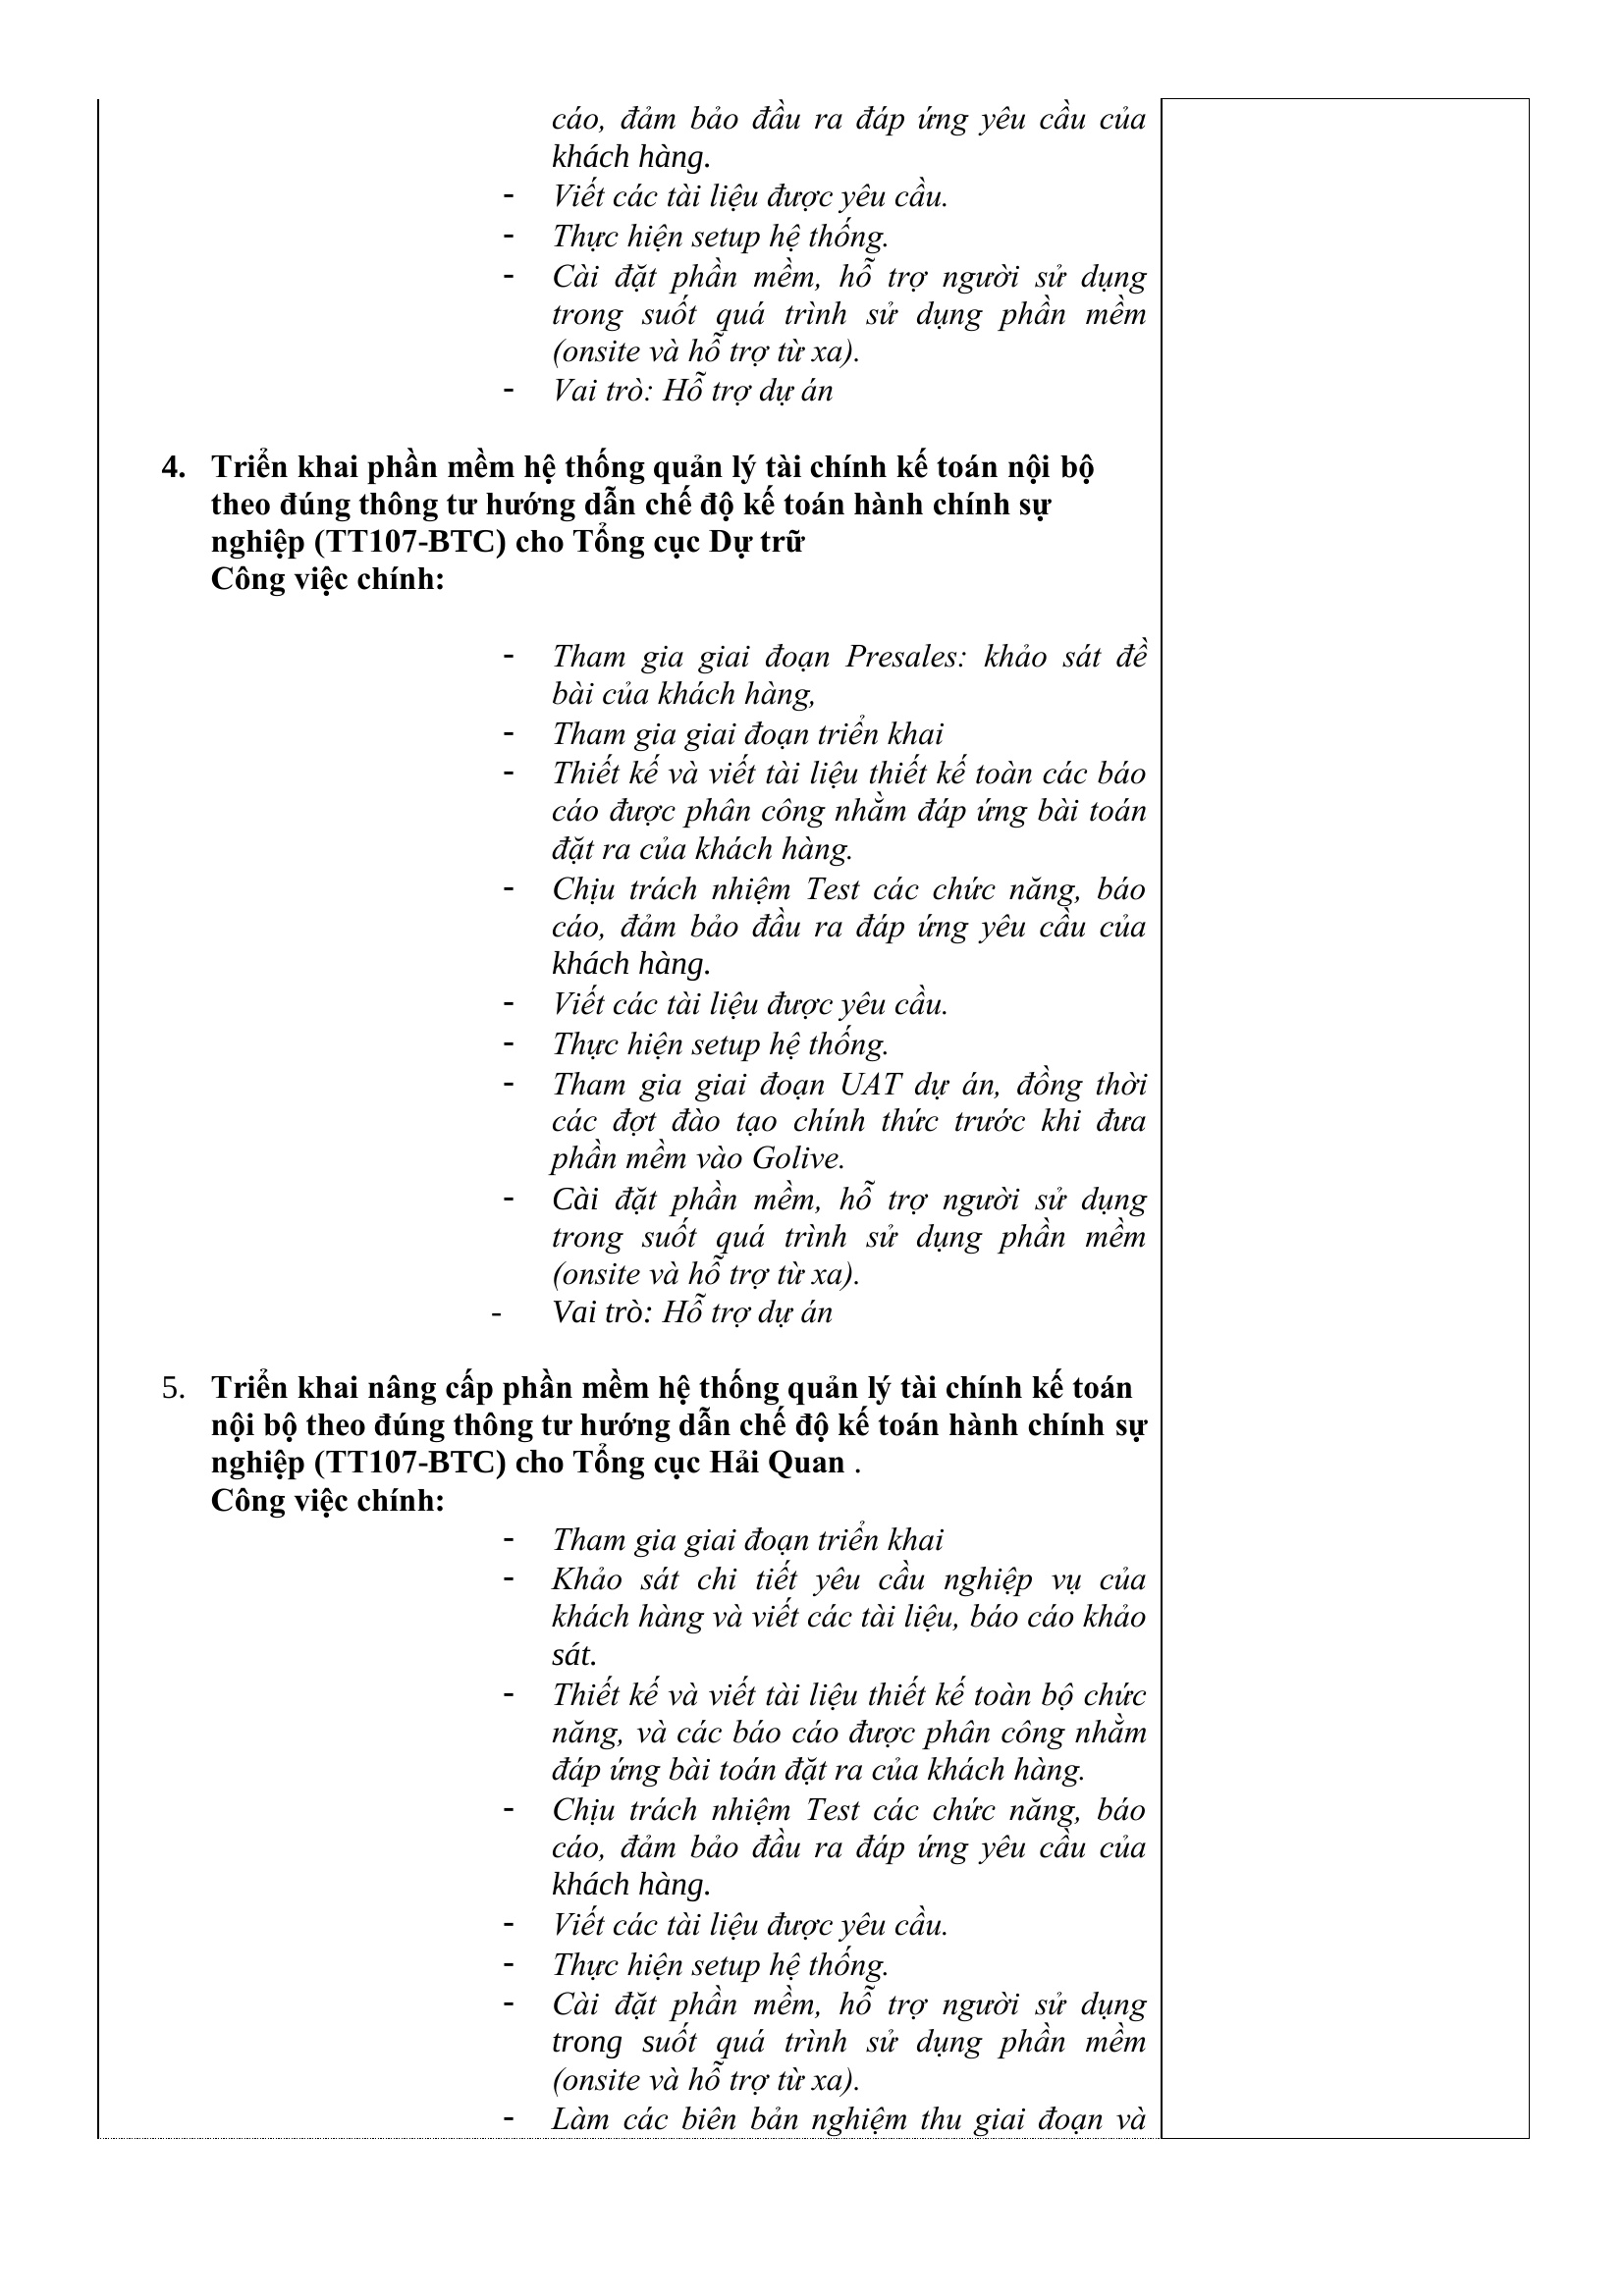 cáo, đảm bảo đầu ra đáp ứng yêu cầu của
khách hàng.
- Viết các tài liệu được yêu cầu.
- Thực hiện setup hệ thống.
- Cài đặt phần mềm, hỗ trợ người sử dụng
trong suốt quá trình sử dụng phần mềm
(onsite và hỗ trợ từ xa).
- Vai trò: Hỗ trợ dự án
4. Triển khai phần mềm hệ thống quản lý tài chính kế toán nội bộ
theo đúng thông tư hướng dẫn chế độ kế toán hành chính sự
nghiệp (TT107-BTC) cho Tổng cục Dự trữ
Công việc chính:
- Tham gia giai đoạn Presales: khảo sát đề
bài của khách hàng,
- Tham gia giai đoạn triển khai
- Thiết kế và viết tài liệu thiết kế toàn các báo
cáo được phân công nhằm đáp ứng bài toán
đặt ra của khách hàng.
- Chịu trách nhiệm Test các chức năng, báo
cáo, đảm bảo đầu ra đáp ứng yêu cầu của
khách hàng.
- Viết các tài liệu được yêu cầu.
- Thực hiện setup hệ thống.
- Tham gia giai đoạn UAT dự án, đồng thời
các đợt đào tạo chính thức trước khi đưa
phần mềm vào Golive.
- Cài đặt phần mềm, hỗ trợ người sử dụng
trong suốt quá trình sử dụng phần mềm
(onsite và hỗ trợ từ xa).
- Vai trò: Hỗ trợ dự án
5. Triển khai nâng cấp phần mềm hệ thống quản lý tài chính kế toán
nội bộ theo đúng thông tư hướng dẫn chế độ kế toán hành chính sự
nghiệp (TT107-BTC) cho Tổng cục Hải Quan .
Công việc chính:
- Tham gia giai đoạn triển khai
- Khảo sát chi tiết yêu cầu nghiệp vụ của
khách hàng và viết các tài liệu, báo cáo khảo
sát.
- Thiết kế và viết tài liệu thiết kế toàn bộ chức
năng, và các báo cáo được phân công nhằm
đáp ứng bài toán đặt ra của khách hàng.
- Chịu trách nhiệm Test các chức năng, báo
cáo, đảm bảo đầu ra đáp ứng yêu cầu của
khách hàng.
- Viết các tài liệu được yêu cầu.
- Thực hiện setup hệ thống.
- Cài đặt phần mềm, hỗ trợ người sử dụng
trong suốt quá trình sử dụng phần mềm
(onsite và hỗ trợ từ xa).
- Làm các biên bản nghiệm thu giai đoạn và